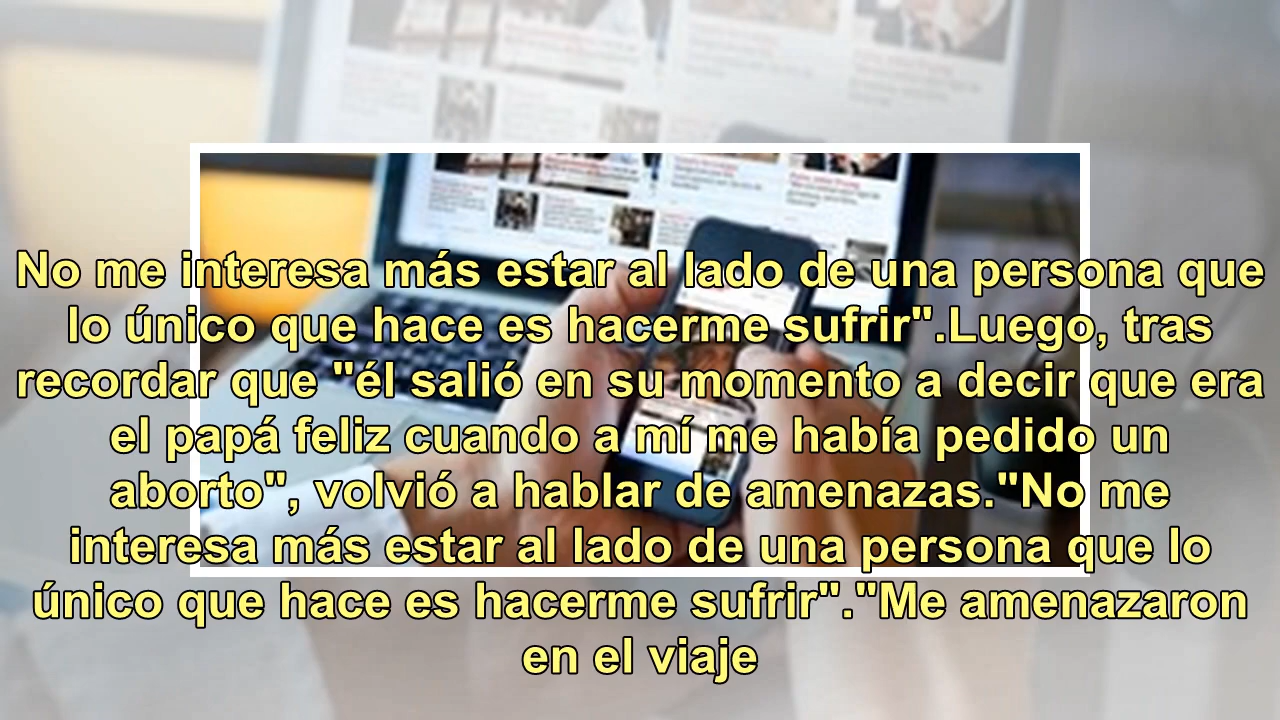 No me interesa más estar al lado de una persona que
lo único que hace es hacerme sufrir".Luego, tras
recordar que "él salió en su momento a decir que era
el papá feliz cuando a mí me había pedido un
aborto", volvió a hablar de amenazas."No me
interesa más estar al lado de una persona que lo
único que hace es hacerme sufrir"."Me amenazaron
en el viaje